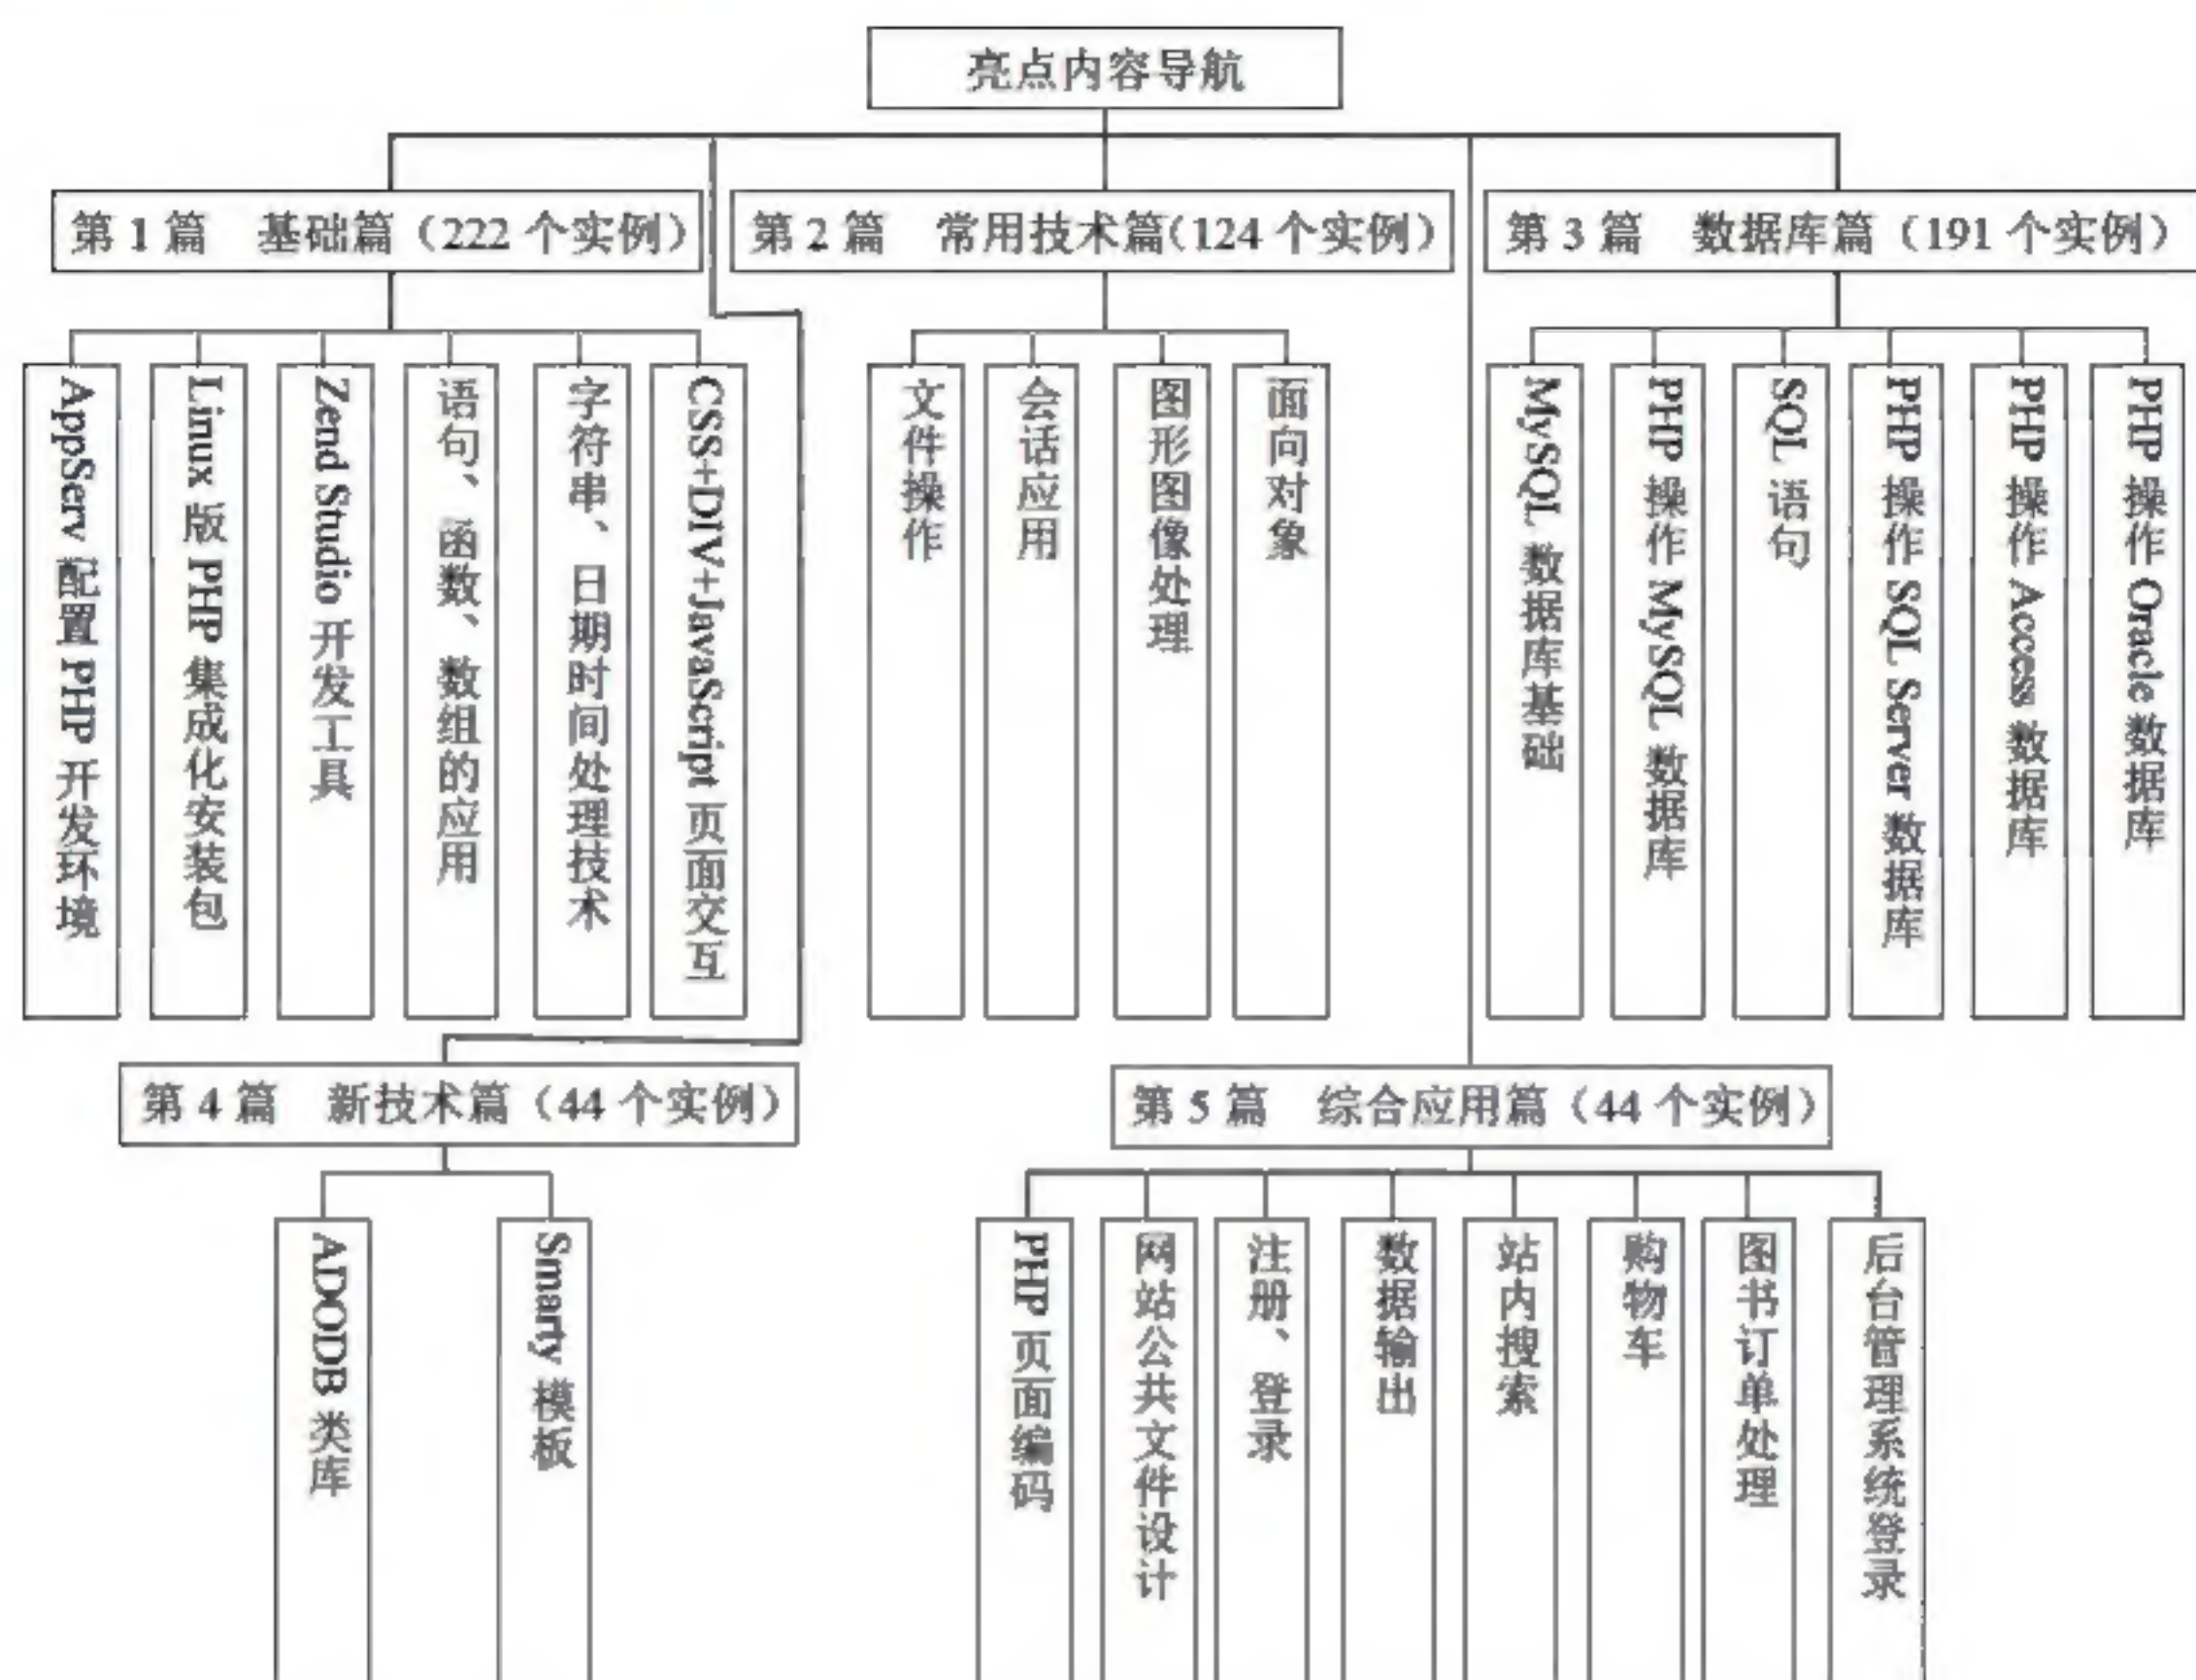 亮点内容导航
第 1 篇　基础篇（222 个实例）
第 2 篇　常用技术篇（124 个实例）
第 3 篇　数据库篇（191 个实例）
AppServ 配置 PHP 开发环境
Linux 版 PHP 集成化安装包
Zend Studio 开发工具
语句、函数、数组的应用
字符串、日期时间处理技术
CSS+DIV+JavaScript 页面交互
文件操作
会话应用
图形图像处理
面向对象
MySQL 数据库基础
PHP 操作 MySQL 数据库
SQL 语句
PHP 操作 SQL Server 数据库
PHP 操作 Access 数据库
PHP 操作 Oracle 数据库
第 4 篇　新技术篇（44 个实例）
第 5 篇　综合应用篇（44 个实例）
ADODB 类库
Smarty 模板
PHP 页面编码
网站公共文件设计
注册、登录
数据输出
站内搜索
购物车
图书订单处理
后台管理系统登录